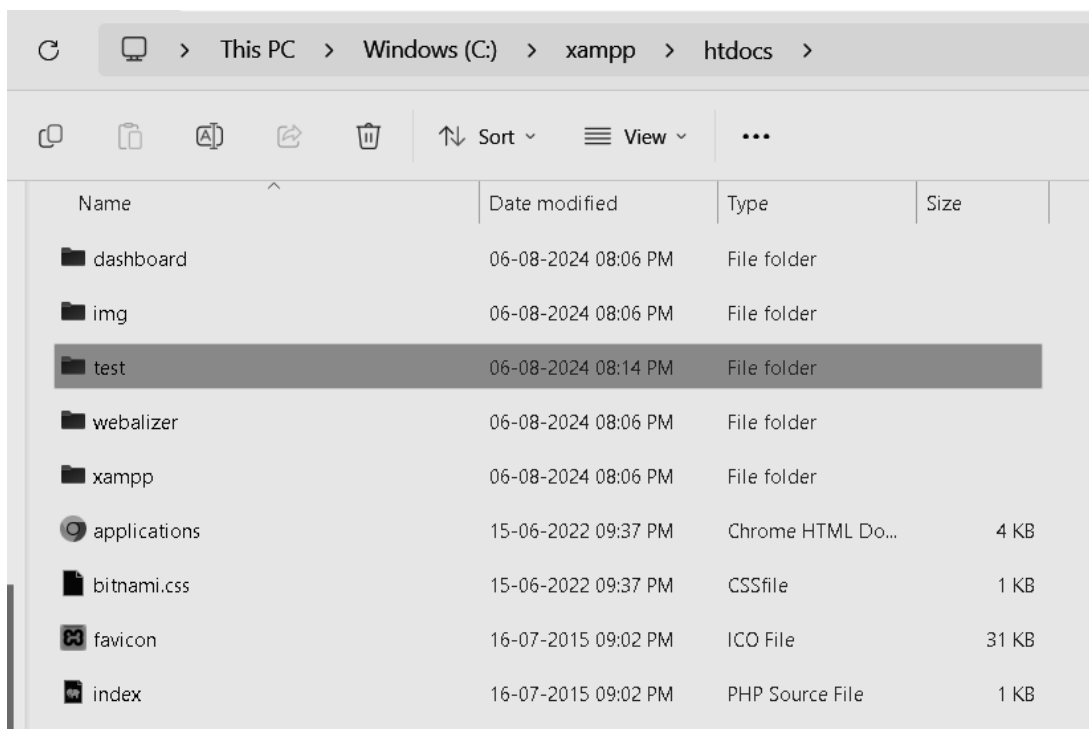 This PC > Windows (C:) > xampp > htdocs >
Sort View
Name Date modified Type Size
dashboard 06-08-2024 08:06 PM File folder
img 06-08-2024 08:06 PM File folder
test 06-08-2024 08:14 PM File folder
webalizer 06-08-2024 08:06 PM File folder
xampp 06-08-2024 08:06 PM File folder
applications 15-06-2022 09:37 PM Chrome HTML Do... 4 KB
bitnami.css 15-06-2022 09:37 PM CSSfile 1 KB
favicon 16-07-2015 09:02 PM ICO File 31 KB
index 16-07-2015 09:02 PM PHP Source File 1 KB